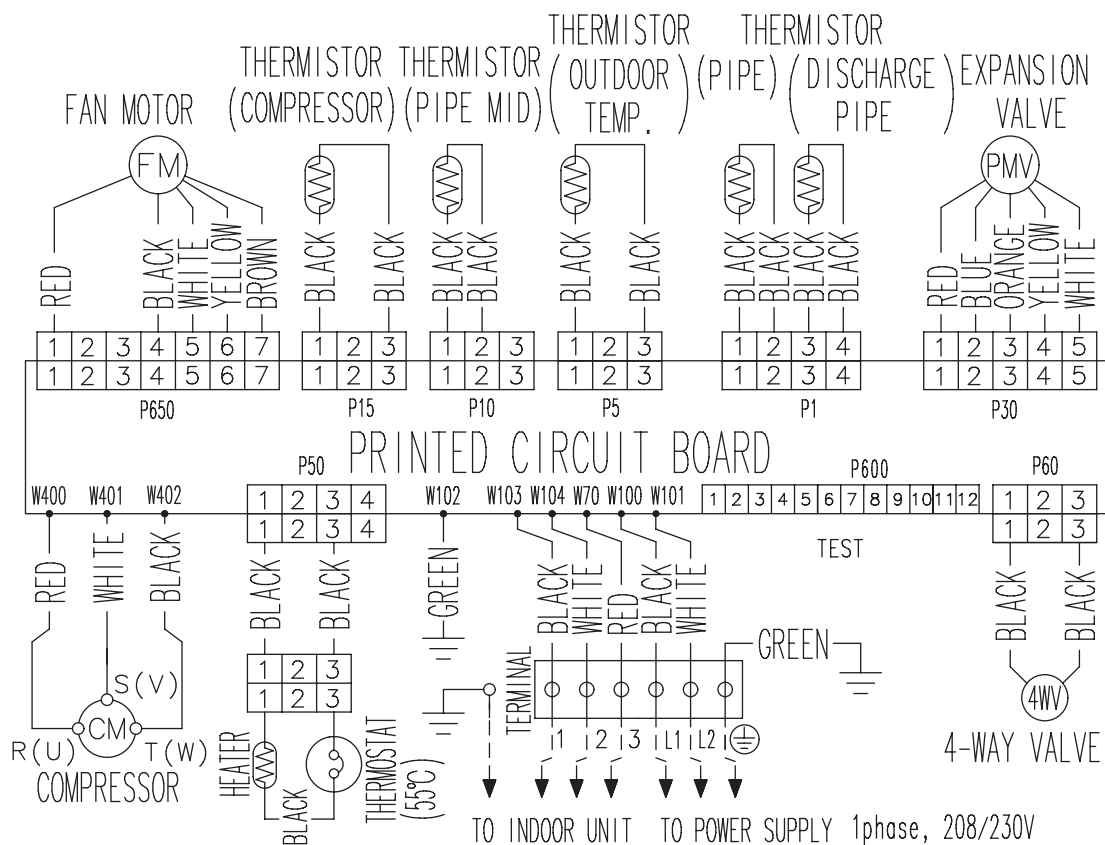 THERMISTOR THERMISTOR
THERMISTOR THERMISTOR (OUTDOOR (PIPE) (DISCHARGE EXPANSION
FAN MOTOR (COMPRESSOR) (PIPE MID) TEMP.) PIPE) VALVE
FM PMV
RED BLACK WHITE YELLOW BROWN BLACK BLACK BLACK BLACK BLACK BLACK BLACK BLACK BLACK BLACK RED BLUE ORANGE YELLOW WHITE
1 2 3 4 5 6 7 1 2 3 1 2 3 1 2 3 1 2 3 4 1 2 3 4 5
1 2 3 4 5 6 7 1 2 3 1 2 3 1 2 3 1 2 3 4 1 2 3 4 5
P650 P15 P10 P5 P1 P30
PRINTED CIRCUIT BOARD
P50 P600 P60
W400 W401 W402 1 2 3 4 W102 W103 W104 W70 W100 W101 1 2 3 4 5 6 7 8 9 10 11 12 1 2 3
1 2 3 4 1 2 3
TEST
RED WHITE BLACK BLACK BLACK GREEN BLACK WHITE RED BLACK WHITE BLACK BLACK
GREEN
1 2 3
1 2 3
S(V) TERMINAL
CM 4WV
R(U) T(W) 1 2 3 L1 L2
COMPRESSOR HEATER THERMOSTAT (55°C) 4-WAY VALVE
BLACK
TO INDOOR UNIT TO POWER SUPPLY 1phase, 208/230V